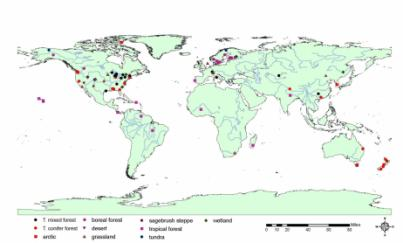 T. mixed forest boreal forest sagebrush steppe wetland
T. conifer forest desert tropical forest Miles
arctic grassland tundra